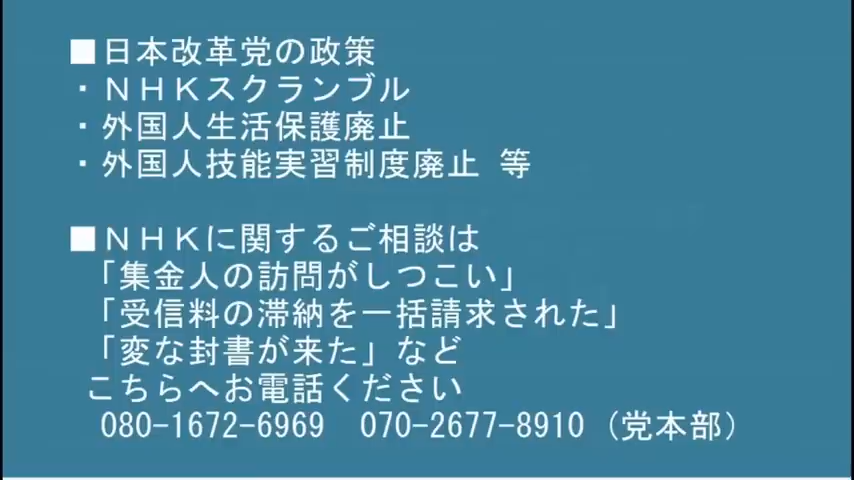 ■日本改革党の政策
・ＮＨＫスクランブル
・外国人生活保護廃止
・外国人技能実習制度廃止 等
■ＮＨＫに関するご相談は
「集金人の訪問がしつこい」
「受信料の滞納を一括請求された」
「変な封書が来た」など
こちらへお電話ください
080-1672-6969　070-2677-8910（党本部）